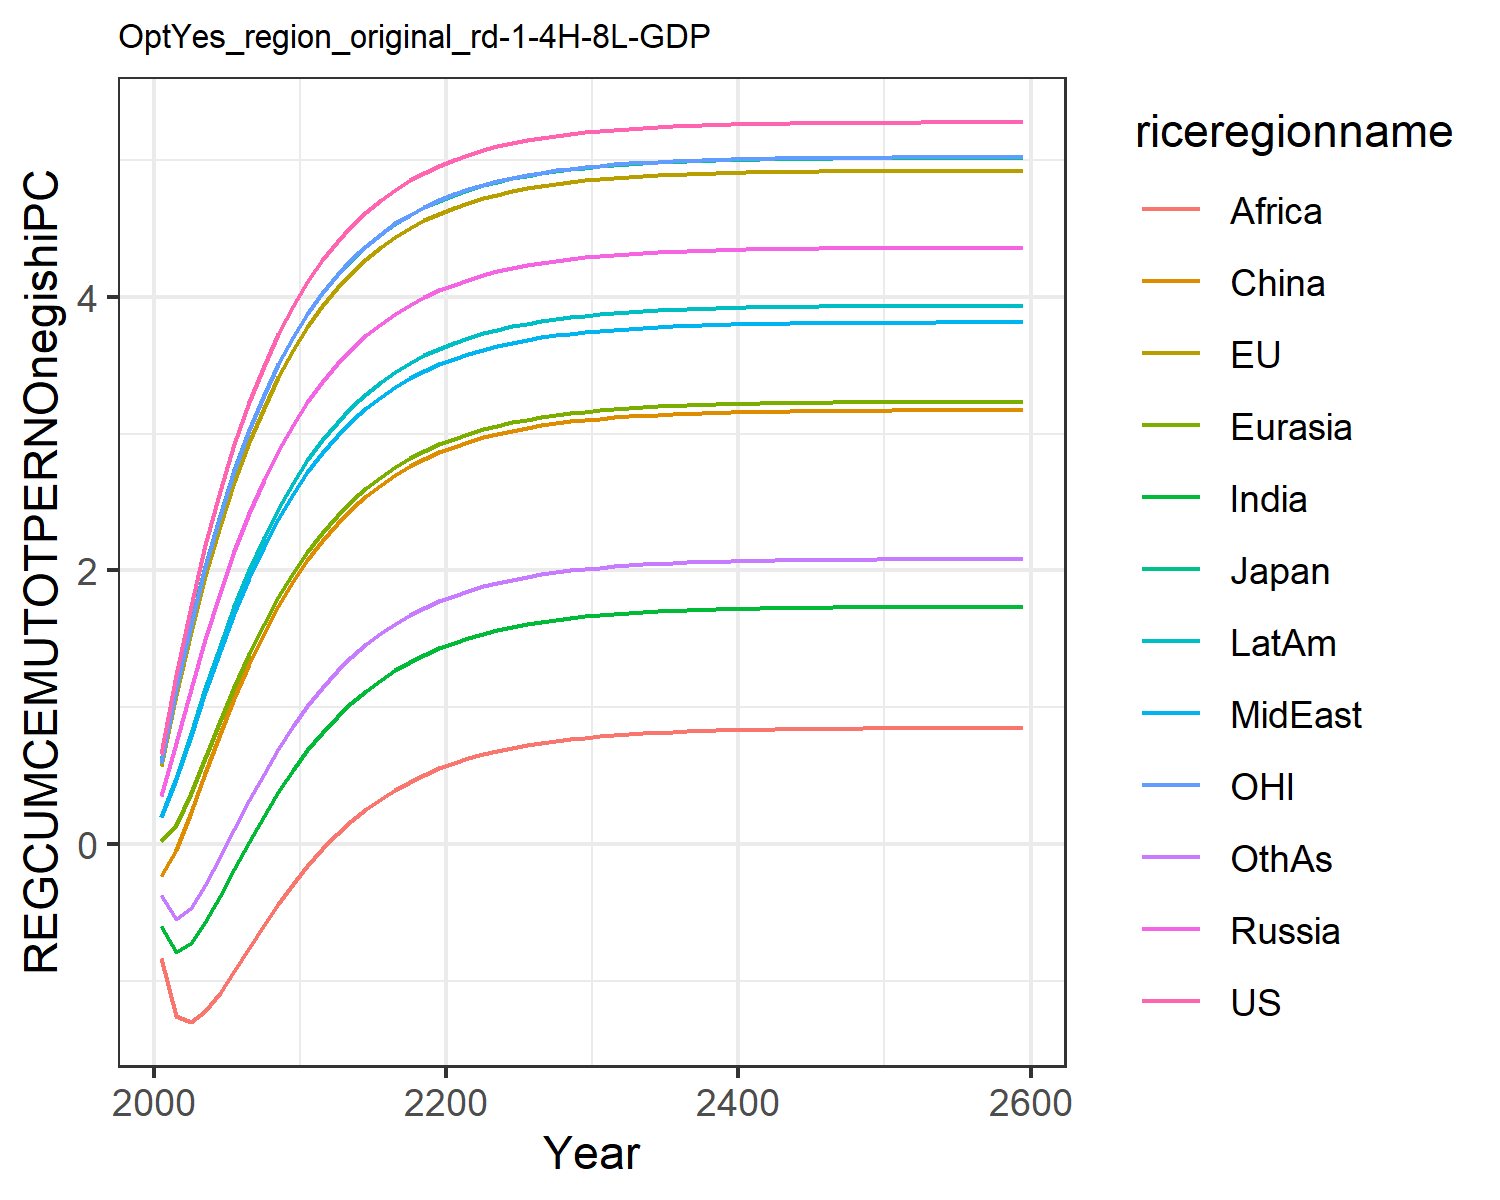 OptYes_region_original_rd-1-4H-8L-GDP
REGCUMCEMUTOTPERNOnegishiPC
4
2
0
2000
2200
2400
2600
Year
riceregionname
Africa
China
EU
Eurasia
India
Japan
LatAm
MidEast
OHI
OthAs
Russia
US